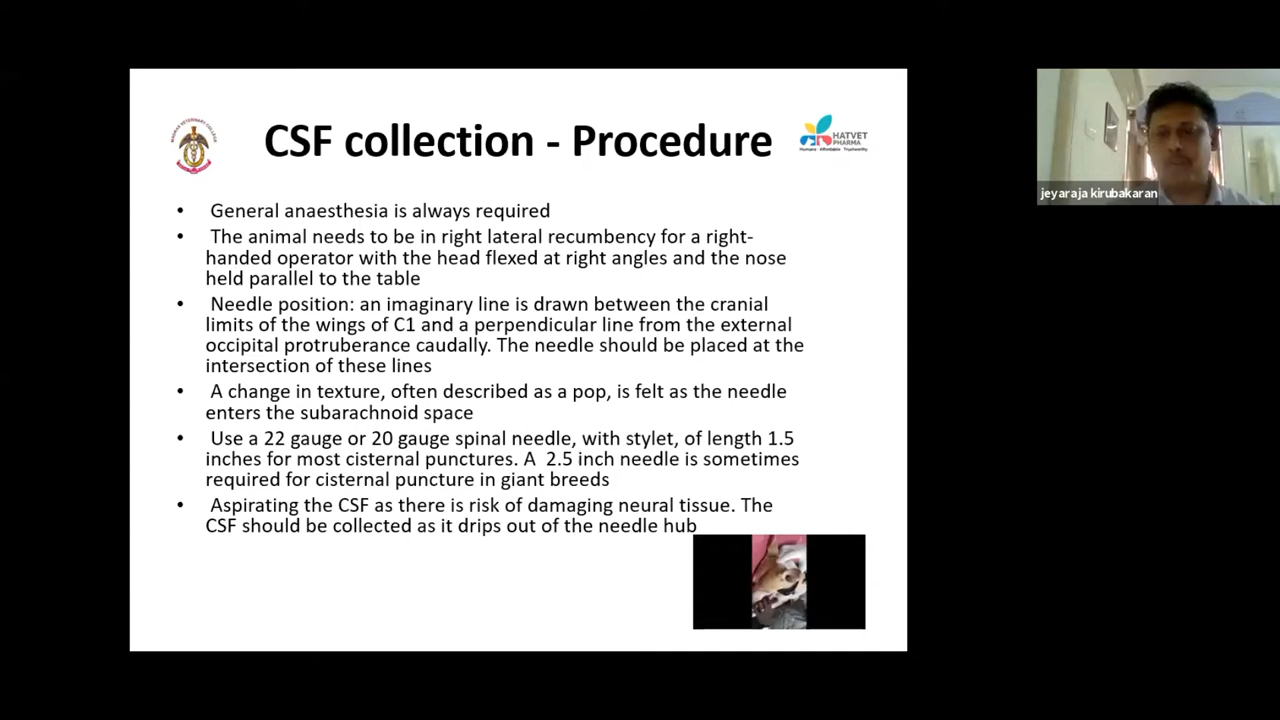 CSF collection - Procedure
MADRAS VETERINARY COLLEGE
HATVET
PHARMA
Humane Affordable Trustworthy
• General anaesthesia is always required
• The animal needs to be in right lateral recumbency for a right-
handed operator with the head flexed at right angles and the nose
held parallel to the table
• Needle position: an imaginary line is drawn between the cranial
limits of the wings of C1 and a perpendicular line from the external
occipital protruberance caudally. The needle should be placed at the
intersection of these lines
• A change in texture, often described as a pop, is felt as the needle
enters the subarachnoid space
• Use a 22 gauge or 20 gauge spinal needle, with stylet, of length 1.5
inches for most cisternal punctures. A 2.5 inch needle is sometimes
required for cisternal puncture in giant breeds
• Aspirating the CSF as there is risk of damaging neural tissue. The
CSF should be collected as it drips out of the needle hub
jeyaraja kirubakaran